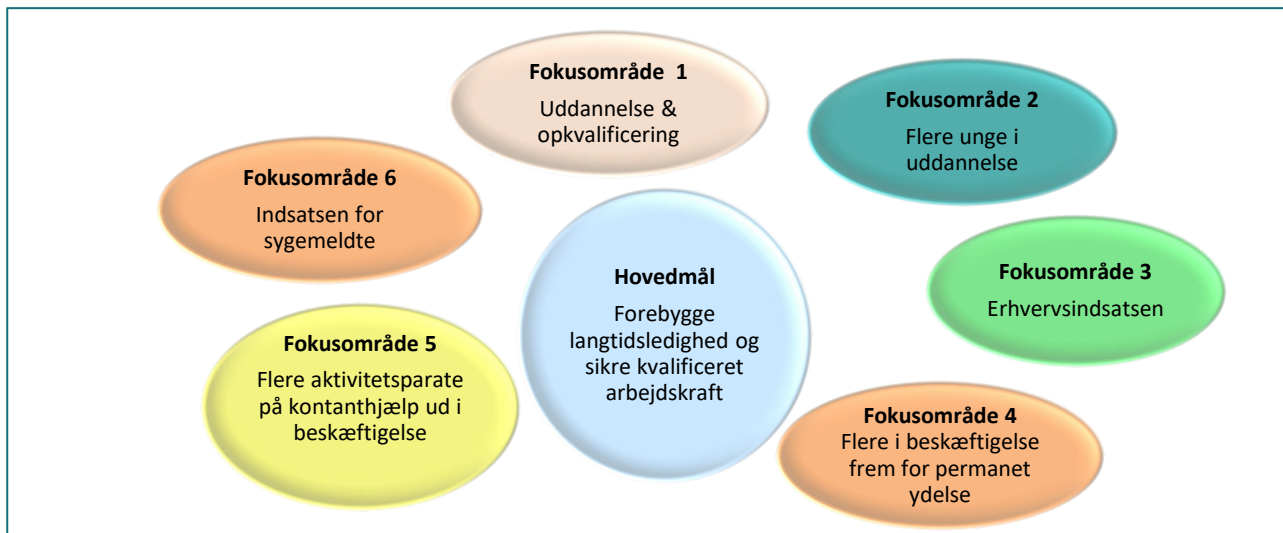 Fokusområde 1
Uddannelse &
opkvalificering
Fokusområde 2
Flere unge i
uddannelse
Fokusområde 6
Indsatsen for
sygemeldte
Hovedmål
Forebygge
langtidsledighed og
sikre kvalificeret
arbejdskraft
Fokusområde 3
Erhvervsindsatsen
Fokusområde 5
Flere aktivitetsparate
på kontanthjælp ud i
beskæftigelse
Fokusområde 4
Flere i beskæftigelse
frem for permanet
ydelse